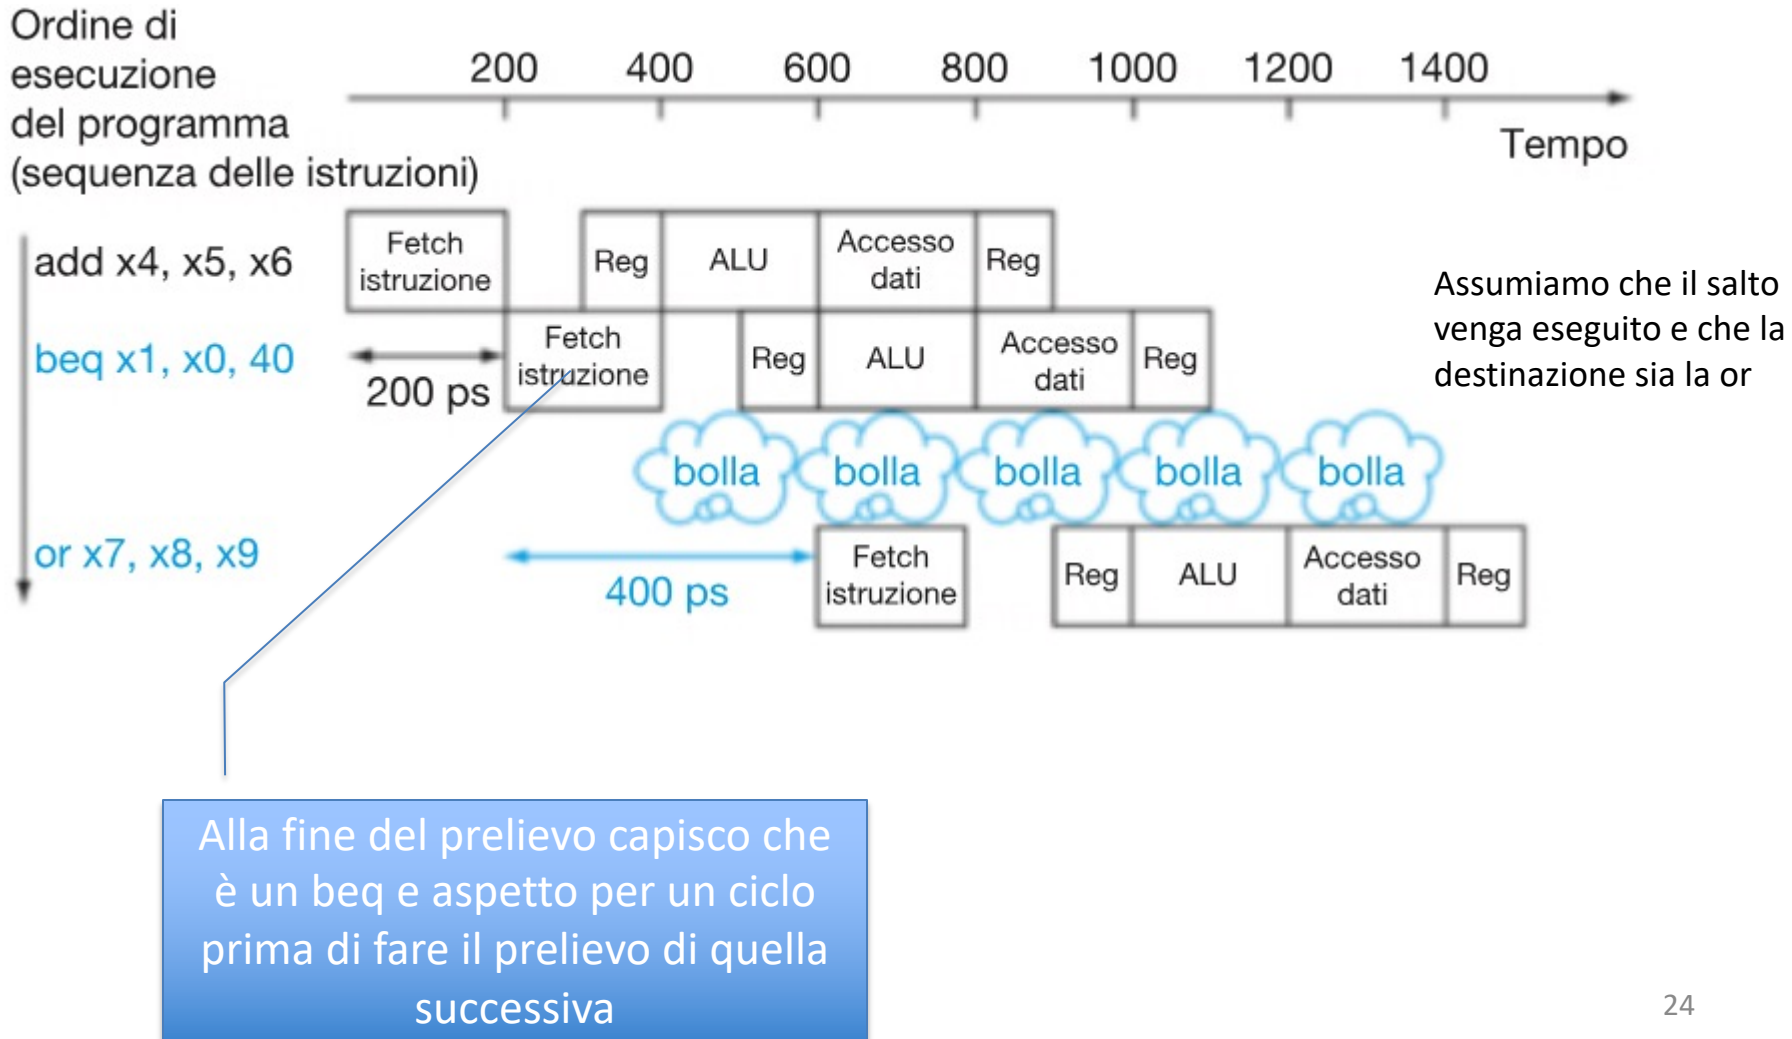 Ordine di
esecuzione
del programma
(sequenza delle istruzioni)
200 400 600 800 1000 1200 1400
Tempo
add x4, x5, x6
Fetch
istruzione
Reg
ALU
Accesso
dati
Reg
beq x1, x0, 40
200 ps
Fetch
istruzione
Reg
ALU
Accesso
dati
Reg
Assumiamo che il salto
venga eseguito e che la
destinazione sia la or
bolla bolla bolla bolla bolla
or x7, x8, x9
400 ps
Fetch
istruzione
Reg
ALU
Accesso
dati
Reg
Alla fine del prelievo capisco che
è un beq e aspetto per un ciclo
prima di fare il prelievo di quella
successiva
24